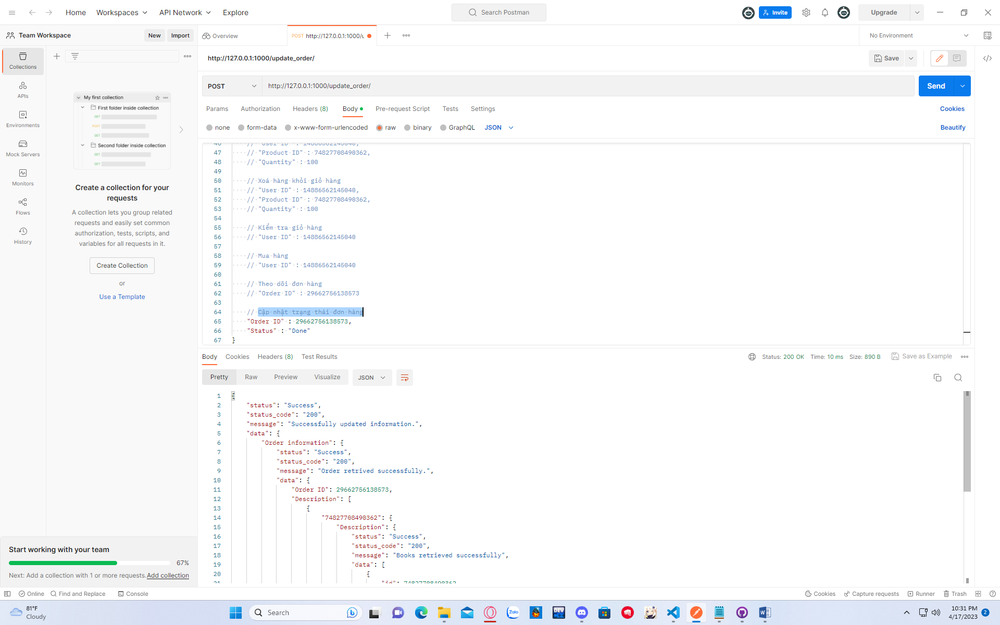 Home
Workspaces
API Network
Explore
Search Postman
Invite
Upgrade
Team Workspace
New
Import
Overview
POST http://127.0.0.1:1000/u
No Environment
http://127.0.0.1:1000/update_order/
Save
POST
http://127.0.0.1:1000/update_order/
Send
Params
Authorization
Headers (8)
Body
Pre-request Script
Tests
Settings
Cookies
none
form-data
x-www-form-urlencoded
raw
binary
GraphQL
JSON
Beautify
Collections
APIs
Environments
Mock Servers
Monitors
Flows
History
My first collection
First folder inside collection
GET
POST
GET
Second folder inside collection
GET
GET
Create a collection for your
requests
A collection lets you group related
requests and easily set common
authorization, tests, scripts, and
variables for all requests in it.
Create Collection
or
Use a Template
46 // "User ID" : 14886562145040,
47 // "Product ID" : 74827708490362,
48 // "Quantity" : 100
49
50 // Xoá hàng khỏi giỏ hàng
51 // "User ID" : 14886562145040,
52 // "Product ID" : 74827708490362,
53 // "Quantity" : 100
54
55 // Kiểm tra giỏ hàng
56 // "User ID" : 14886562145040
57
58 // Mua hàng
59 // "User ID" : 14886562145040
60
61 // Theo dõi đơn hàng
62 // "Order ID" : 29662756138573
63
64 // Cập nhật trạng thái đơn hàng
65 "Order ID" : 29662756138573,
66 "Status" : "Done"
67 }
Body
Cookies
Headers (8)
Test Results
Status: 200 OK
Time: 10 ms
Size: 890 B
Save as Example
Pretty
Raw
Preview
Visualize
JSON
1 {
2 "status": "Success",
3 "status_code": "200",
4 "message": "Successfully updated information.",
5 "data": {
6 "Order information": {
7 "status": "Success",
8 "status_code": "200",
9 "message": "Order retrived successfully.",
10 "data": {
11 "Order ID": 29662756138573,
12 "Description": [
13 {
14 "74827708490362": {
15 "Description": {
16 "status": "Success",
17 "status_code": "200",
18 "message": "Books retrieved successfully",
19 "data": [
20 {
21 "id": 74827708490362
Start working with your team
67%
Next: Add a collection with 1 or more requests. Add collection
Online
Find and Replace
Console
Cookies
Capture requests
Runner
Trash
81°F
Cloudy
Search
Zalo
DEV
10:31 PM
4/17/2023
2